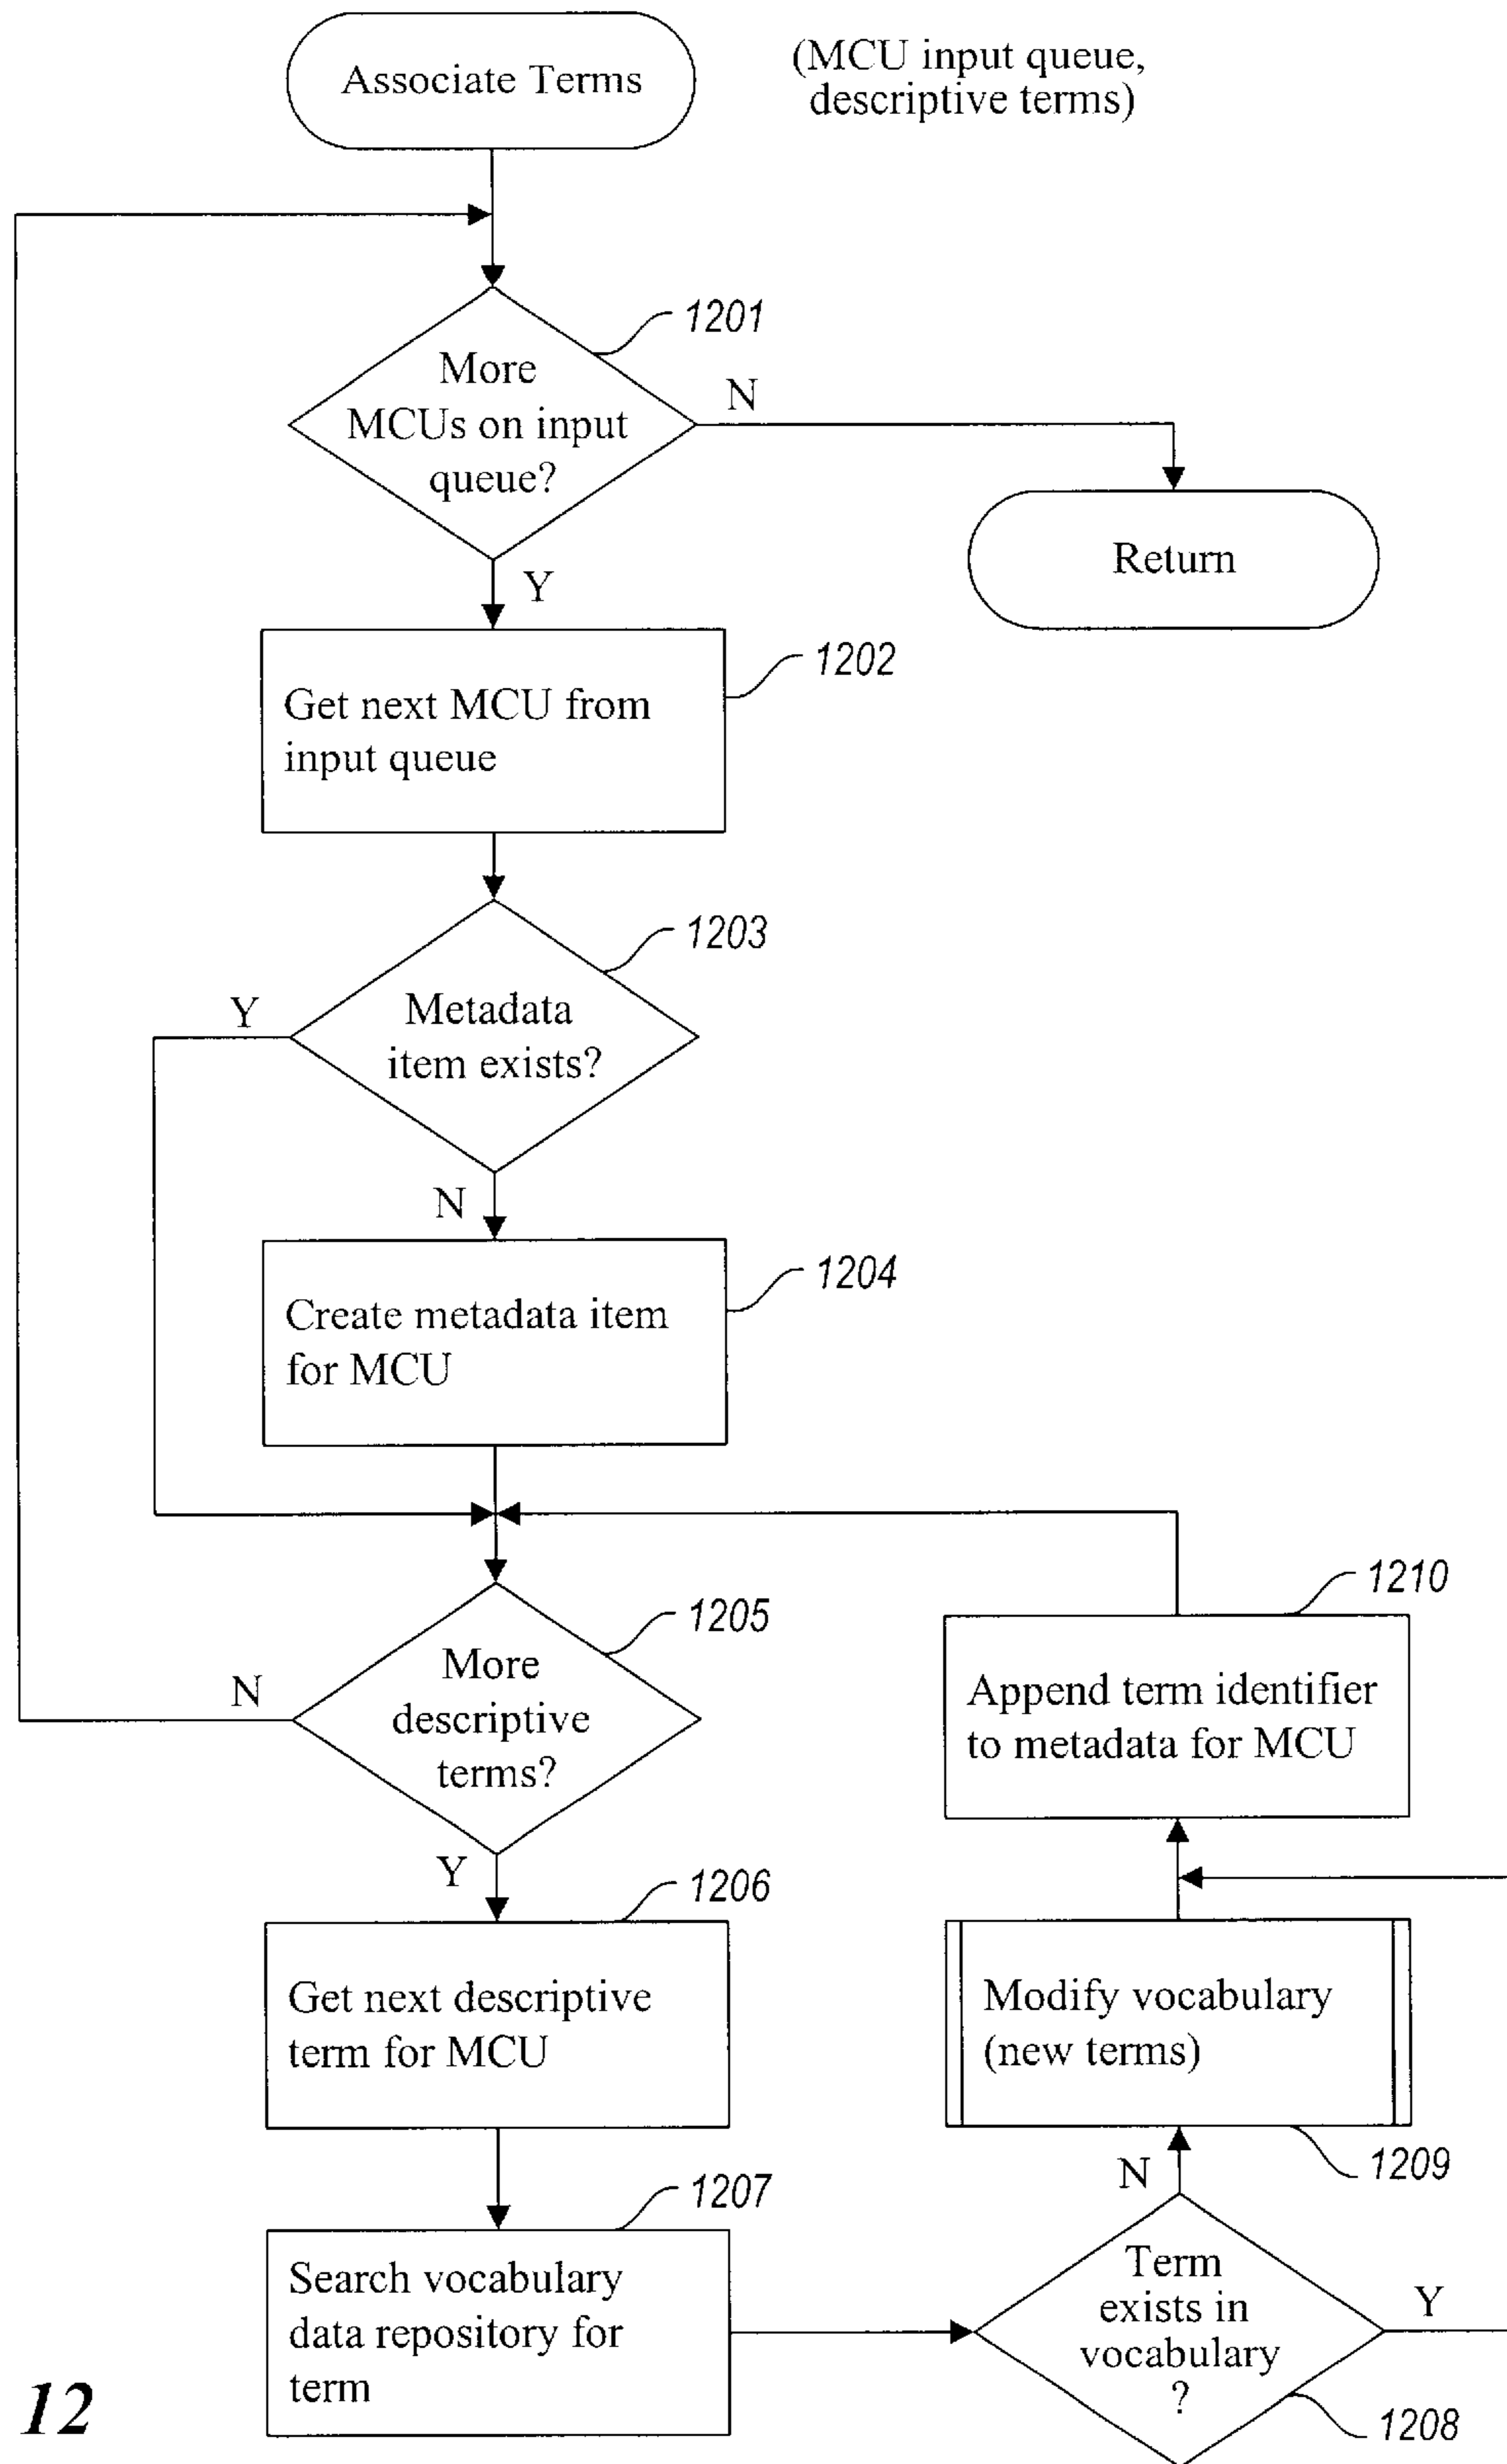 Associate Terms
(MCU input queue,
descriptive terms)
1201
More
MCUs on input
queue?
N
Return
Y
1202
Get next MCU from
input queue
1203
Y
Metadata
item exists?
N
1204
Create metadata item
for MCU
1205
N
More
descriptive
terms?
Y
1206
Get next descriptive
term for MCU
1207
Search vocabulary
data repository for
term
Term
exists in
vocabulary
?
Y
1208
N
1209
Modify vocabulary
(new terms)
1210
Append term identifier
to metadata for MCU
12